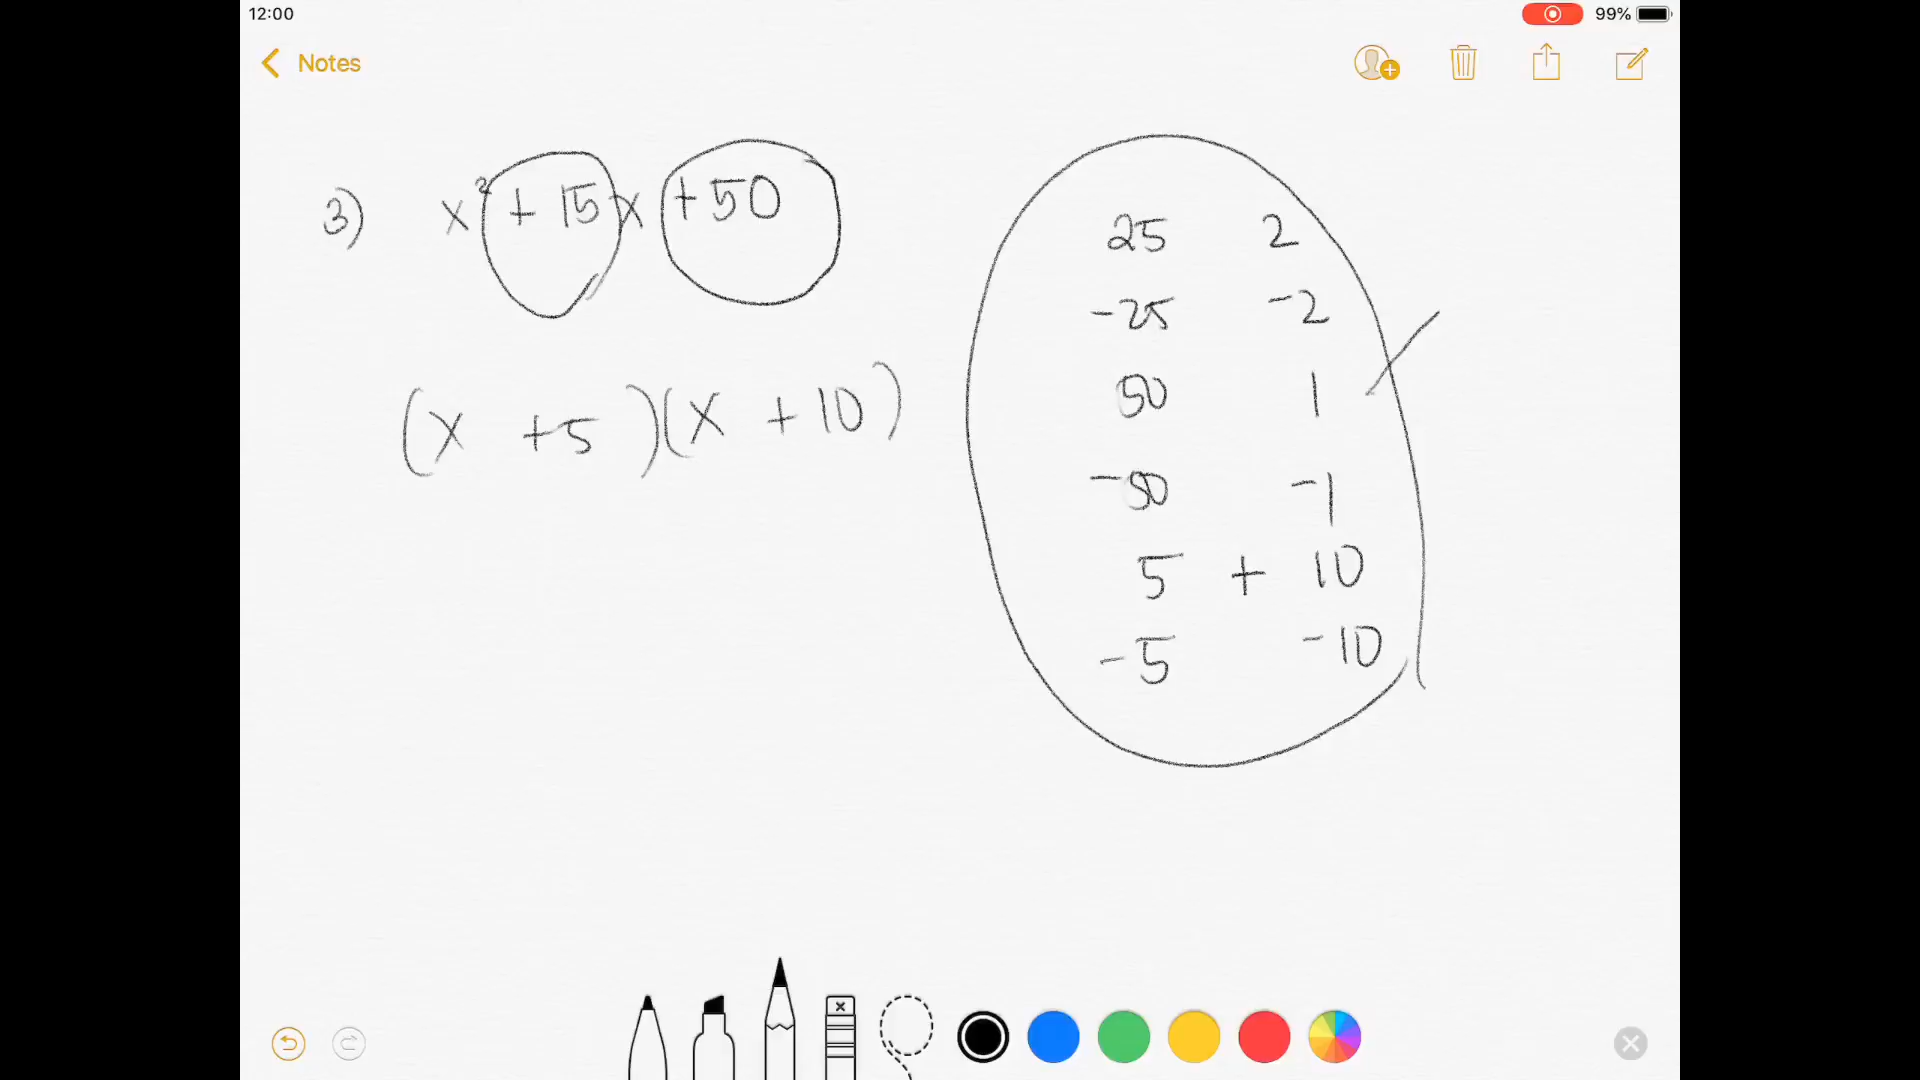 12:00
99%
Notes
3) x² + 15x + 50
(x + 5)(x + 10)
25 2
-25 -2
50 1
-50 -1
5 + 10
-5 -10